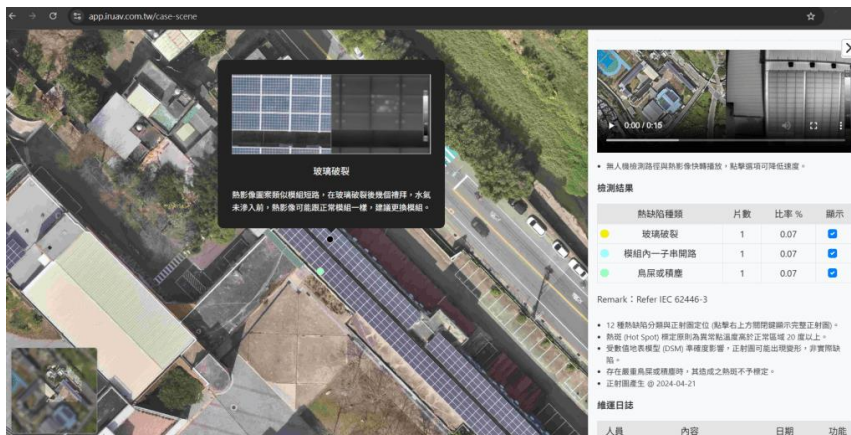 app.iruav.com.tw/case-scene
玻璃破裂
熱影像圖案類似模組短路，在玻璃破裂後幾個禮拜，水氣
未滲入前，熱影像可能跟正常模組一樣，建議更換模組。
0:00 / 0:15
• 無人機檢測路徑與熱影像快轉播放，點擊選項可降低速度。
檢測結果
熱缺陷種類 片數 比率 % 顯示
玻璃破裂 1 0.07
模組內一子串開路 1 0.07
鳥屎或積塵 1 0.07
Remark：Refer IEC 62446-3
• 12 種熱缺陷分類與正射圖定位 (點擊右上方關閉鍵顯示完整正射圖)。
• 熱斑 (Hot Spot) 標定原則為異常點溫度高於正常區域 20 度以上。
• 受數值地表模型 (DSM) 準確度影響，正射圖可能出現變形，非實際缺
陷。
• 存在嚴重鳥屎或積塵時，其造成之熱斑不予標定。
• 正射圖產生 @ 2024-04-21
維運日誌
人員 內容 日期 功能